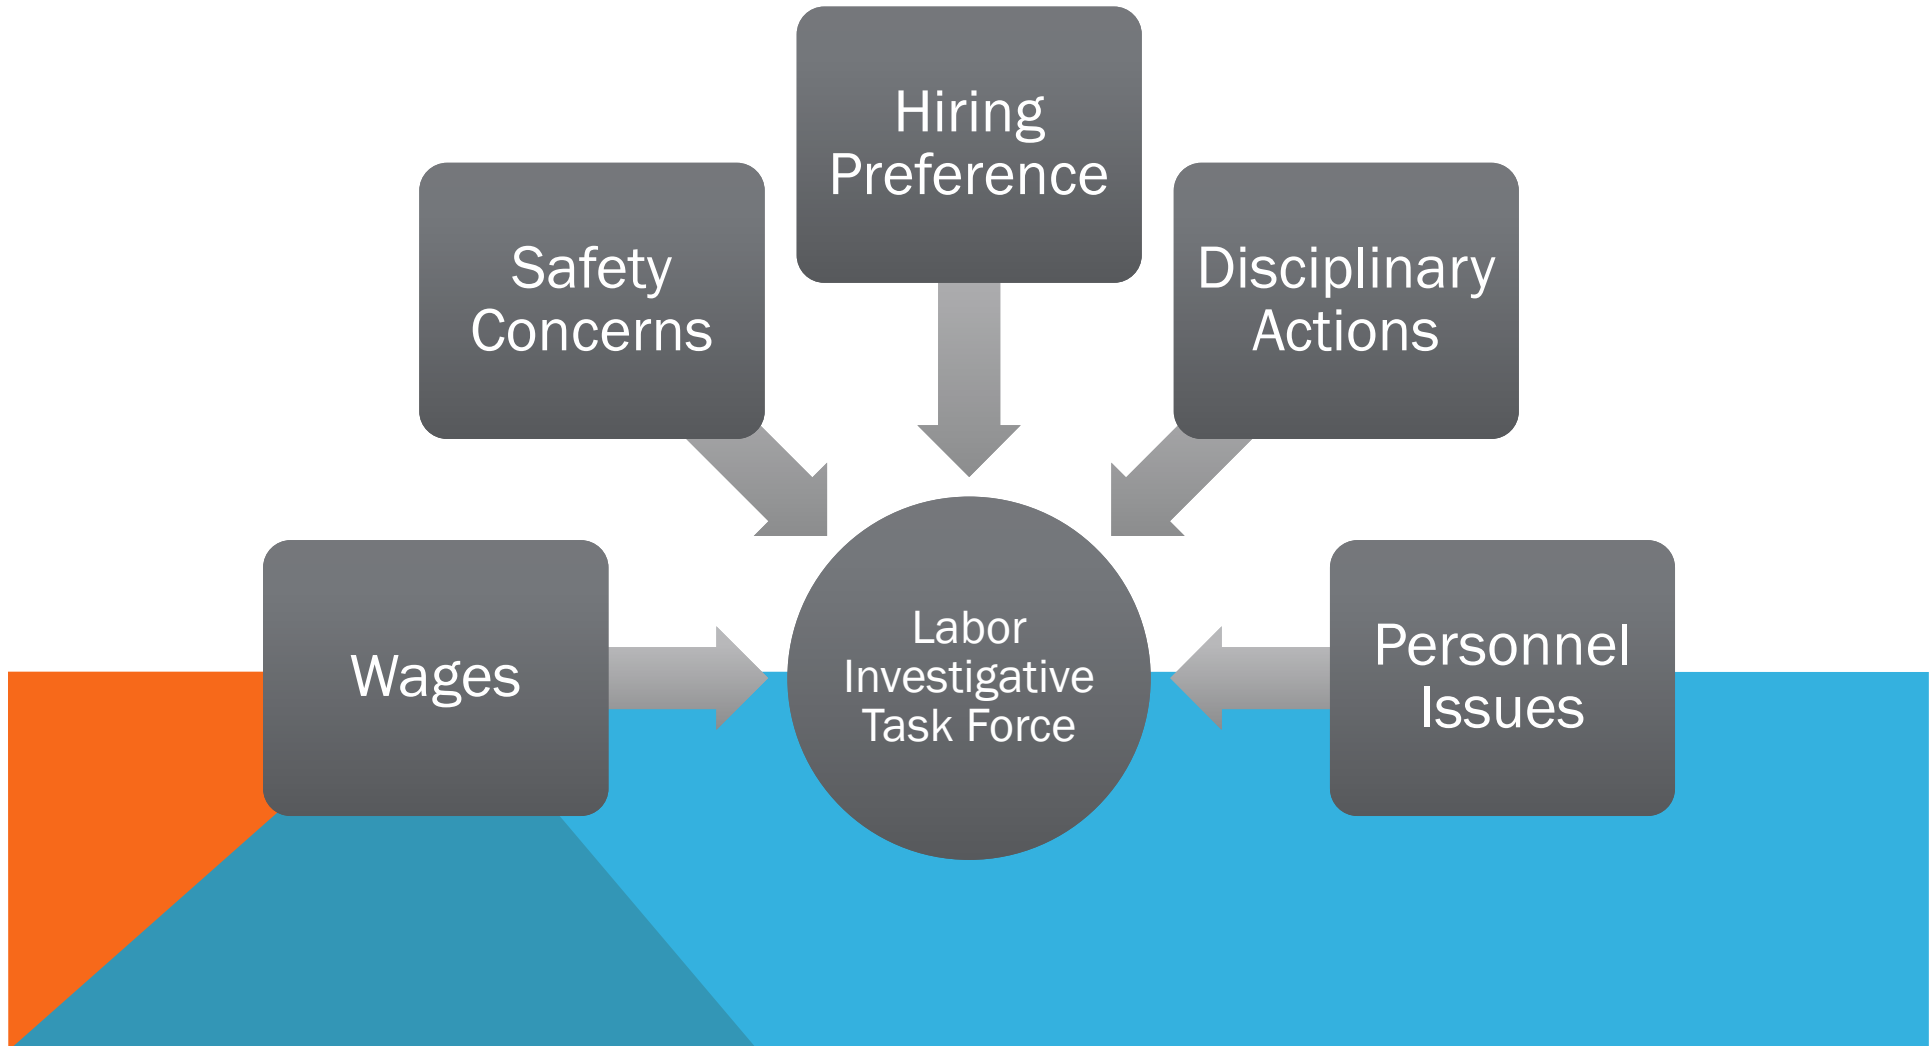 Hiring
Preference
Safety
Concerns
Disciplinary
Actions
Wages
Labor
Investigative
Task Force
Personnel
Issues